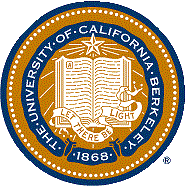 THE·UNIVERSITY·OF·CALIFORNIA·BERKELEY·
A
LET THERE BE LIGHT
·1868·
®